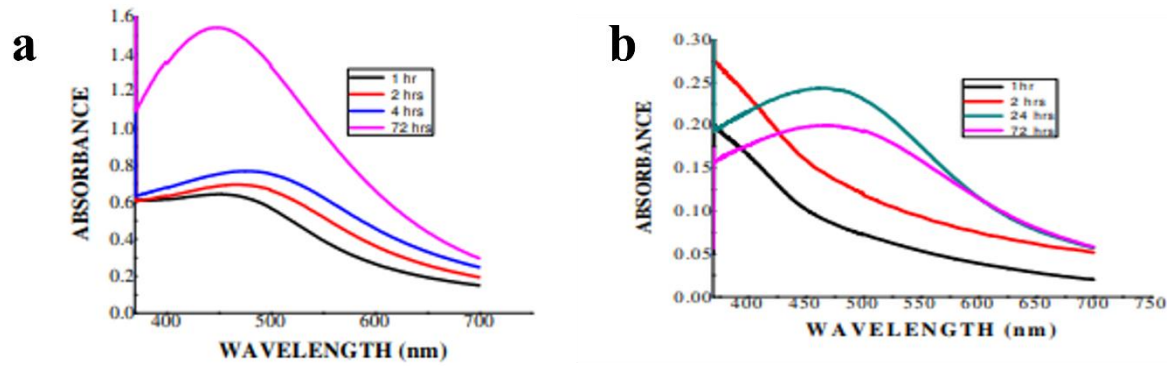 a
ABSORBANCE
1.6
1.4
1.2
1.0
0.8
0.6
0.4
0.2
0.0
1 hr
2 hrs
4 hrs
72 hrs
400 500 600 700
WAVELENGTH (nm)
b
ABSORBANCE
0.30
0.25
0.20
0.15
0.10
0.05
0.00
1hr
2 hrs
24 hrs
72 hrs
400 450 500 550 600 650 700 750
WAVELENGTH (nm)